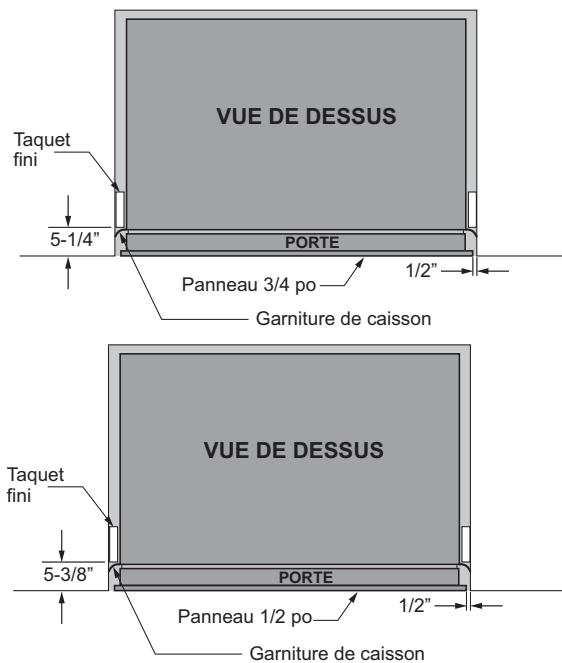 VUE DE DESSUS
Taquet
fini
5-1/4”
PORTE
1/2”
Panneau 3/4 po
Garniture de caisson
VUE DE DESSUS
Taquet
fini
5-3/8”
PORTE
1/2”
Panneau 1/2 po
Garniture de caisson